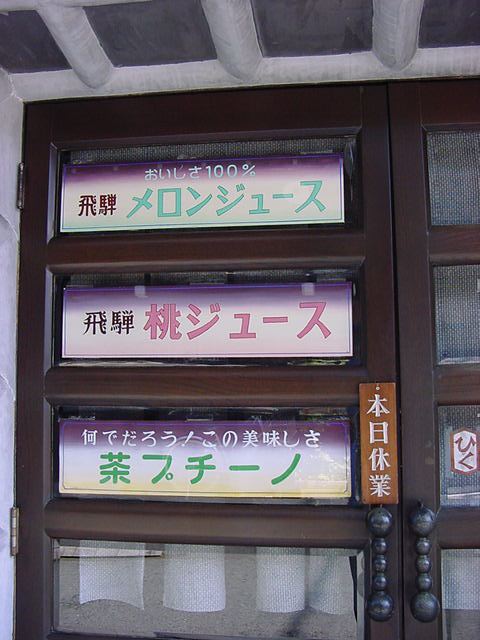 おいしさ100%
飛騨 メロンジュース
飛騨 桃ジュース
何でだろう！この美味しさ
茶プチーノ
本日休業
ひく